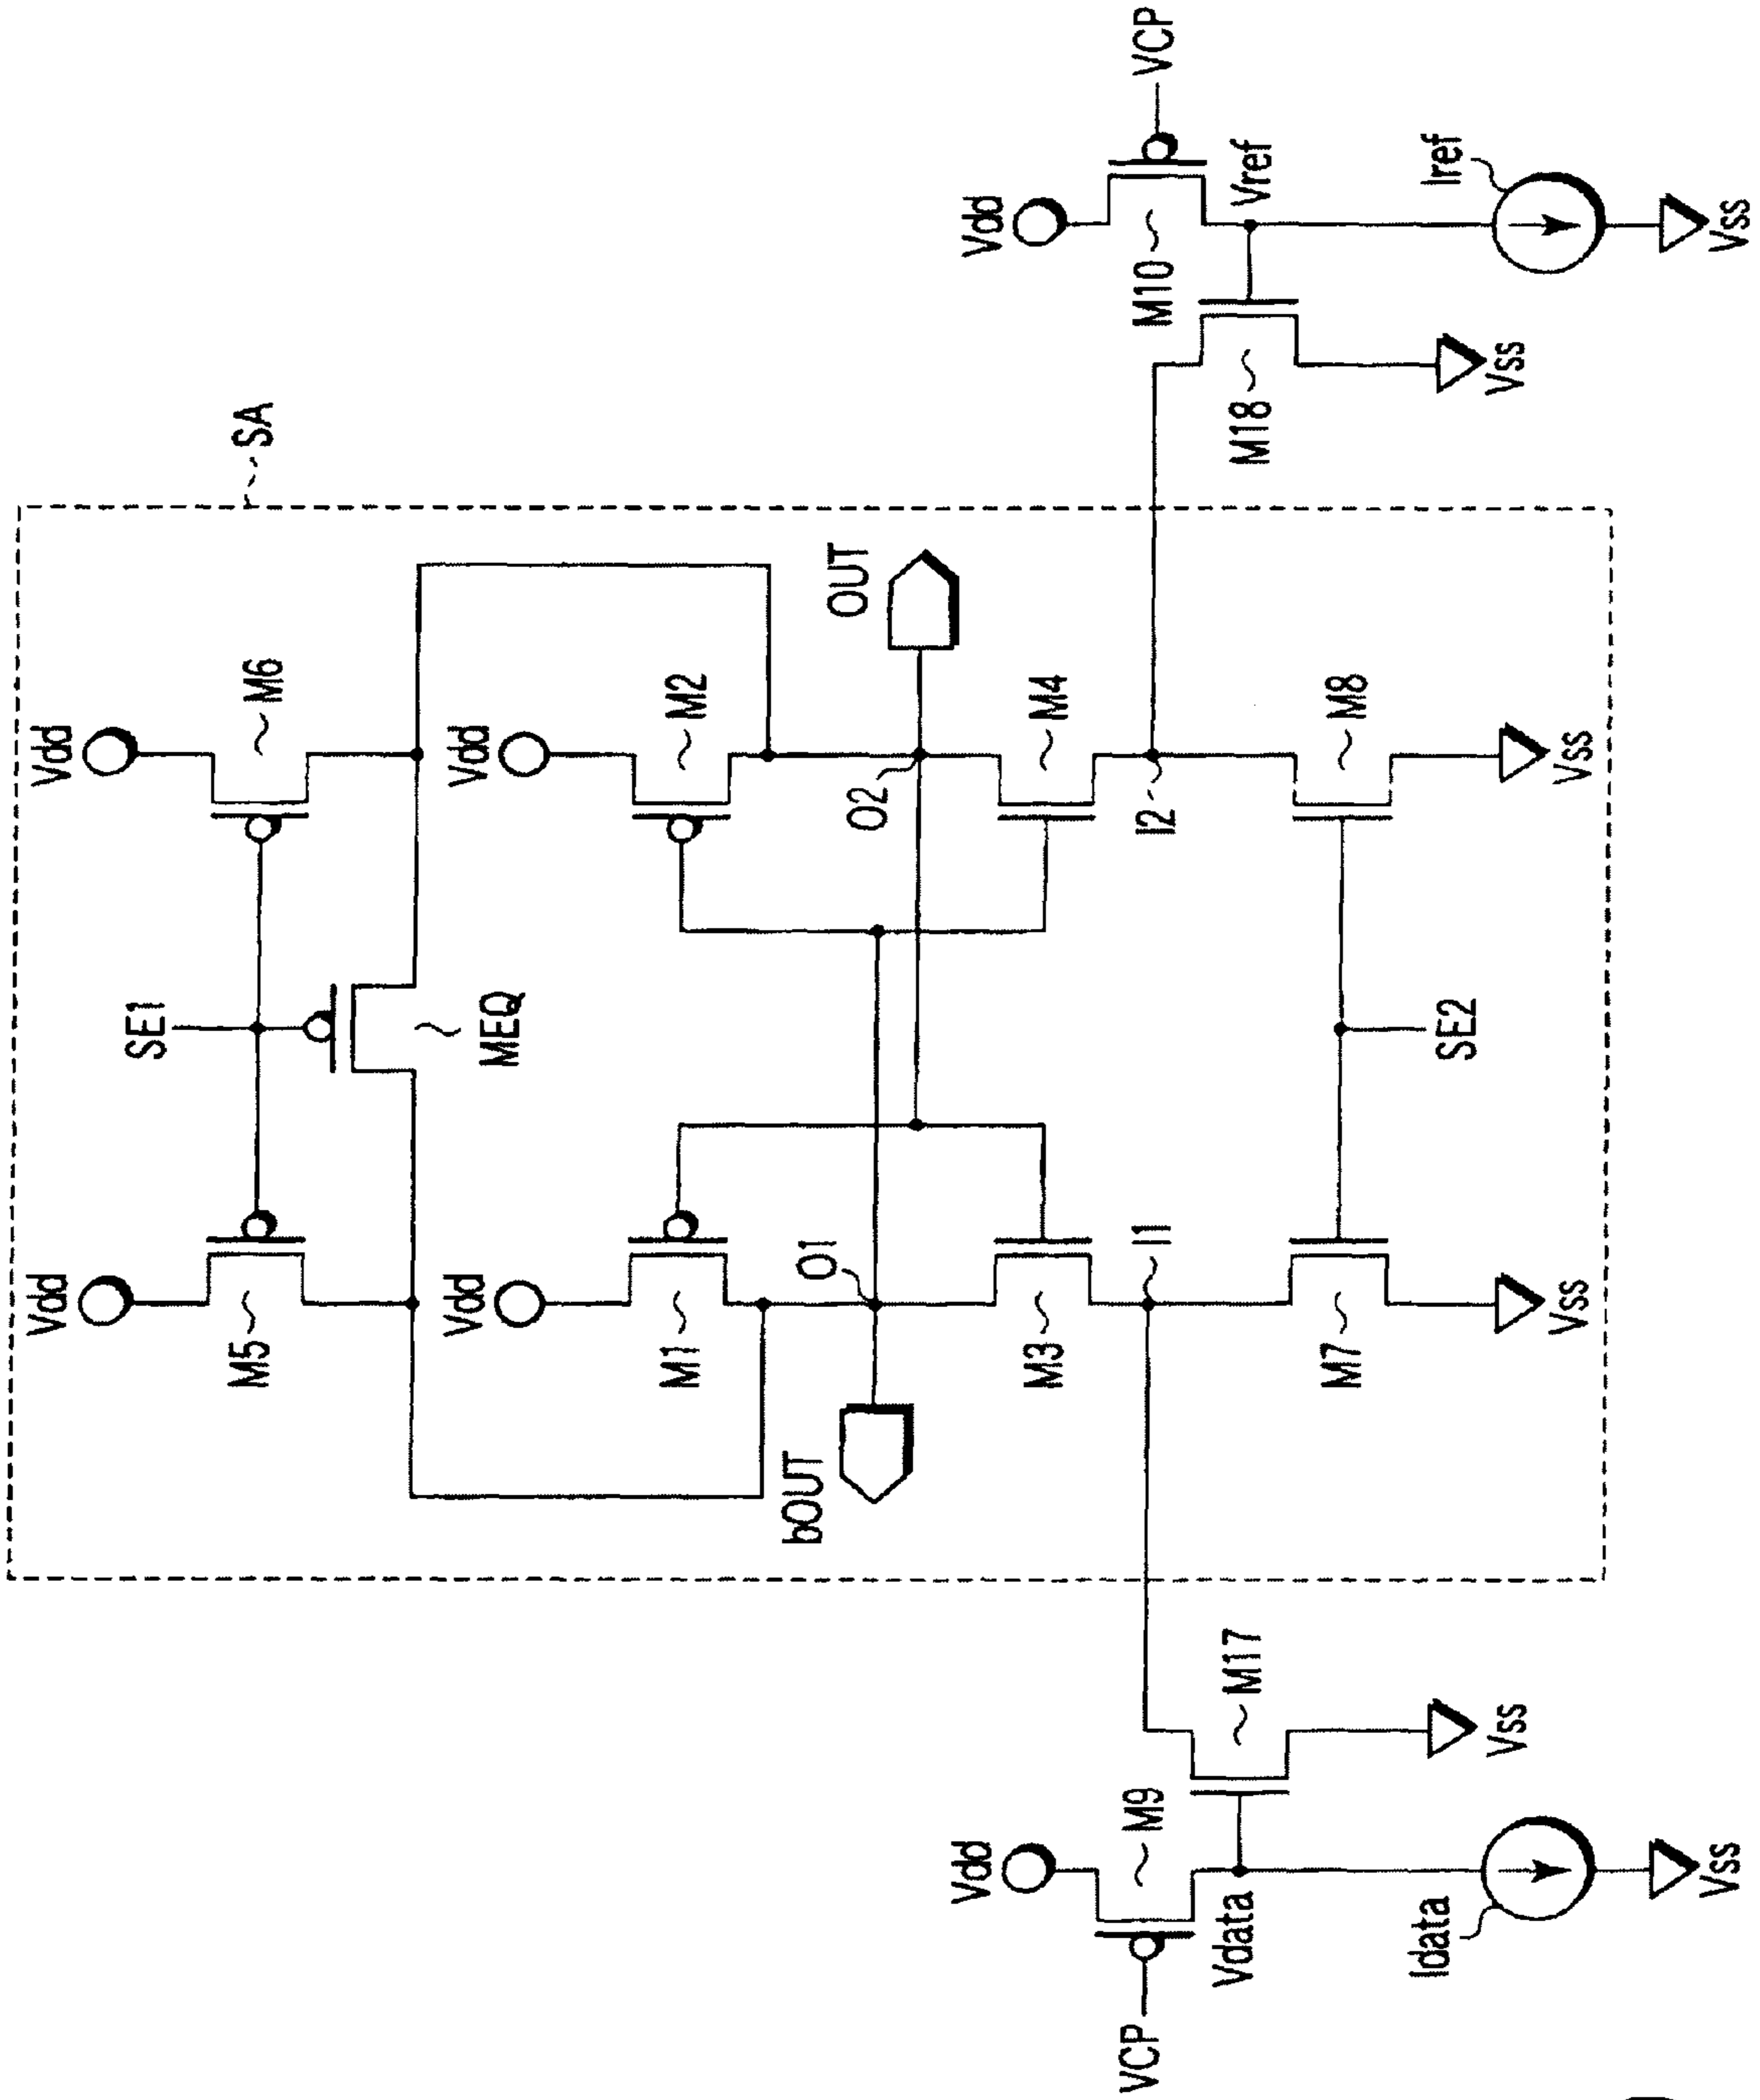 SA
Vdd
Vdd
M5
M6
SE1
MEQ
Vdd
Vdd
M1
M2
bOUT
O1
O2
OUT
M3
M4
I1
I2
M7
M8
SE2
Vss
Vss
VCP
Vdd
M9
Vdata
M17
Idata
Vss
Vss
Vdd
VCP
M10
Vref
M18
Iref
Vss
Vss